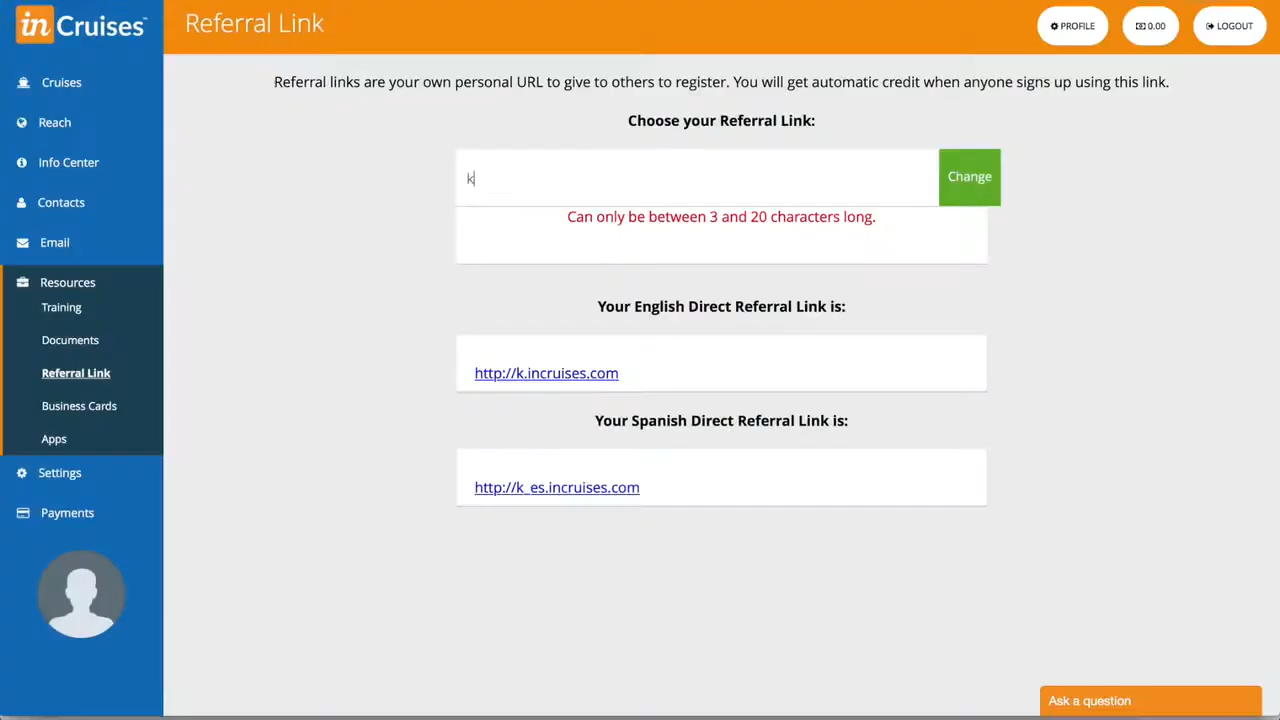 in Cruises™
Referral Link
PROFILE
0.00
LOGOUT
Cruises
Reach
Info Center
Contacts
Email
Resources
Training
Documents
Referral Link
Business Cards
Apps
Settings
Payments
Referral links are your own personal URL to give to others to register. You will get automatic credit when anyone signs up using this link.
Choose your Referral Link:
k
Change
Can only be between 3 and 20 characters long.
Your English Direct Referral Link is:
http://k.incruises.com
Your Spanish Direct Referral Link is:
http://k_es.incruises.com
Ask a question